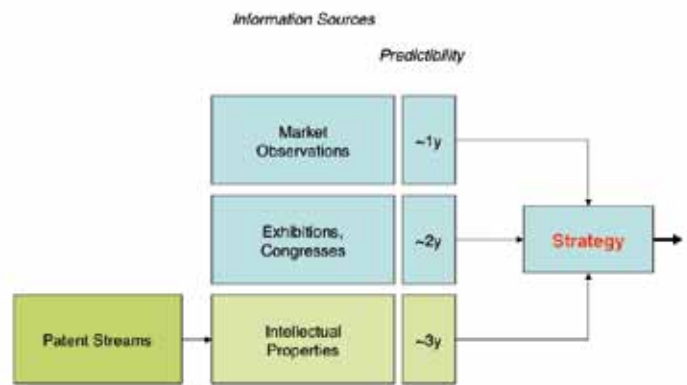 Information Sources
Predictibility
Market
Observations
~1y
Exhibitions,
Congresses
~2y
Strategy
Patent Streams
Intellectual
Properties
~3y